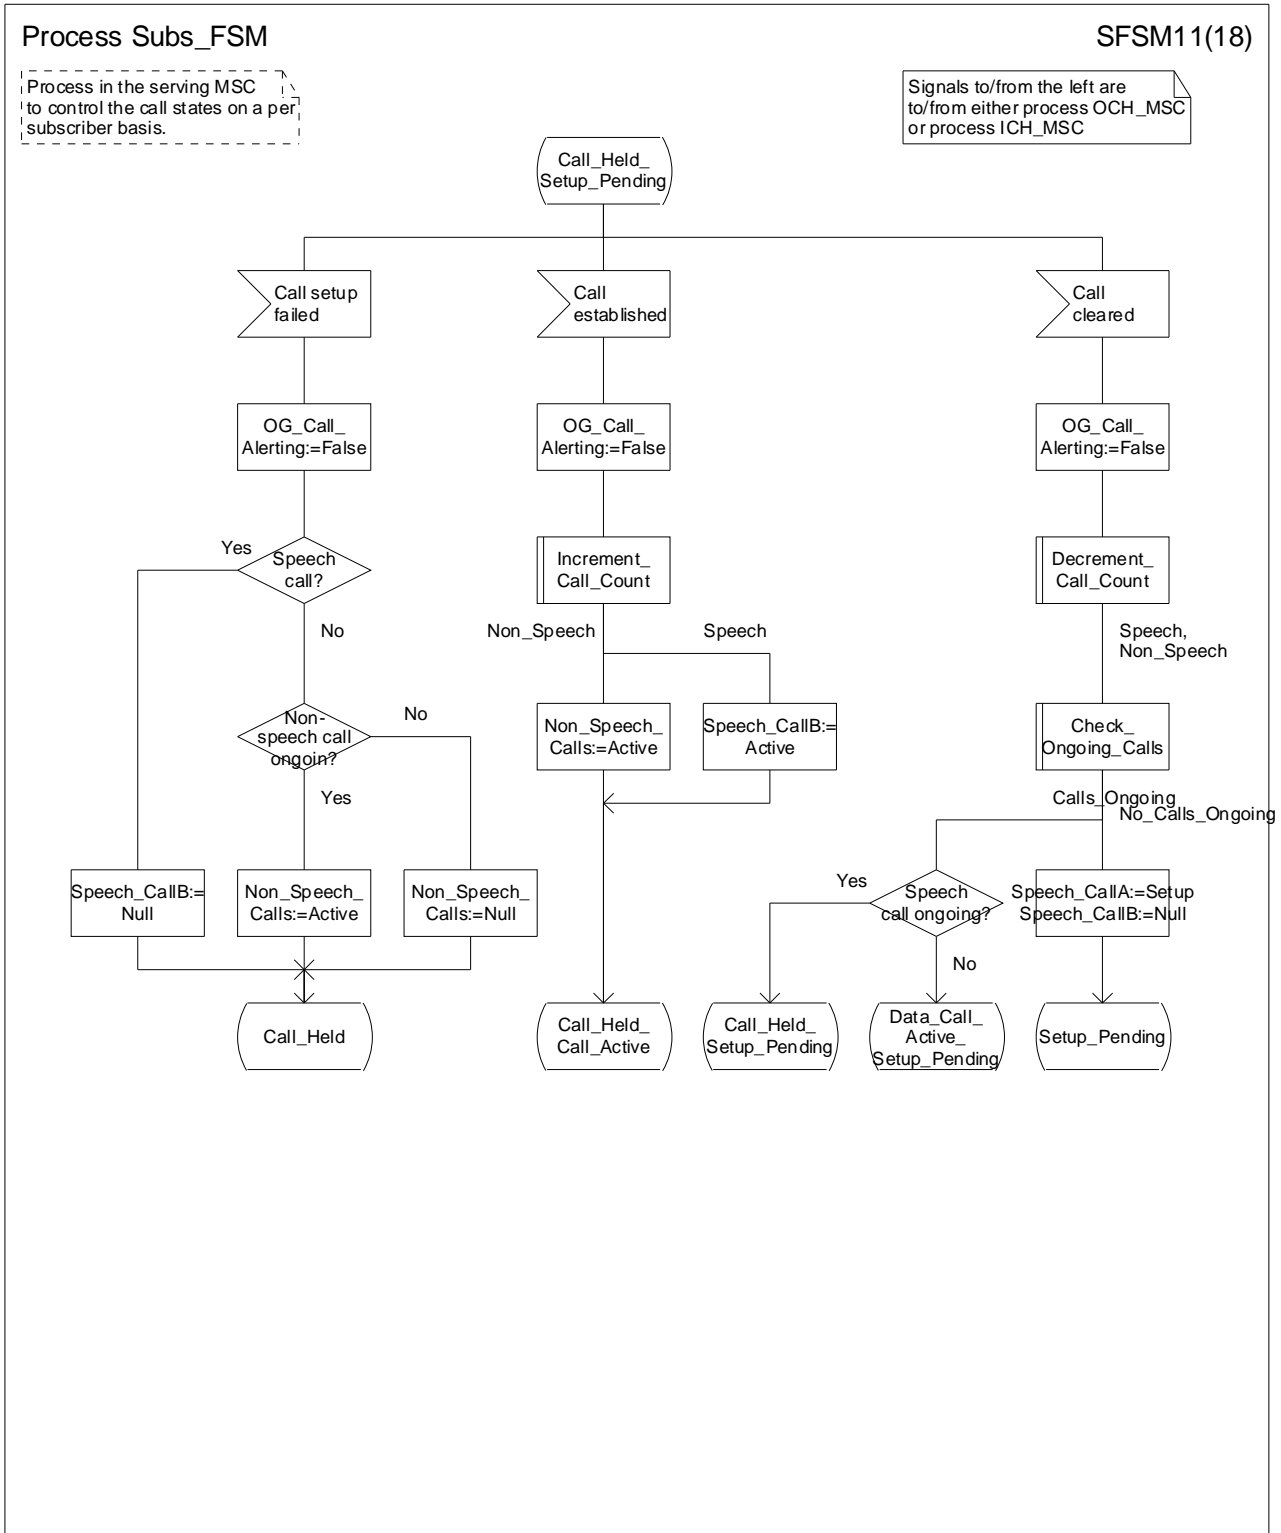 Process Subs_FSM
SFSM11(18)
Process in the serving MSC
to control the call states on a per
subscriber basis.
Signals to/from the left are
to/from either process OCH_MSC
or process ICH_MSC
Call_Held_
Setup_Pending
Call setup
failed
Call
established
Call
cleared
OG_Call_
Alerting:=False
OG_Call_
Alerting:=False
OG_Call_
Alerting:=False
Yes
Speech
call?
Increment_
Call_Count
Decrement_
Call_Count
No
Non_Speech
Speech
Speech,
Non_Speech
Non-
speech call
ongoin?
No
Non_Speech_
Calls:=Active
Speech_CallB:=
Active
Check_
Ongoing_Calls
Yes
Calls_Ongoing
No_Calls_Ongoing
Speech_CallB:=
Null
Non_Speech_
Calls:=Active
Non_Speech_
Calls:=Null
Yes
Speech
call ongoing?
Speech_CallA:=Setup
Speech_CallB:=Null
No
Call_Held
Call_Held_
Call_Active
Call_Held_
Setup_Pending
Data_Call_
Active_
Setup_Pending
Setup_Pending